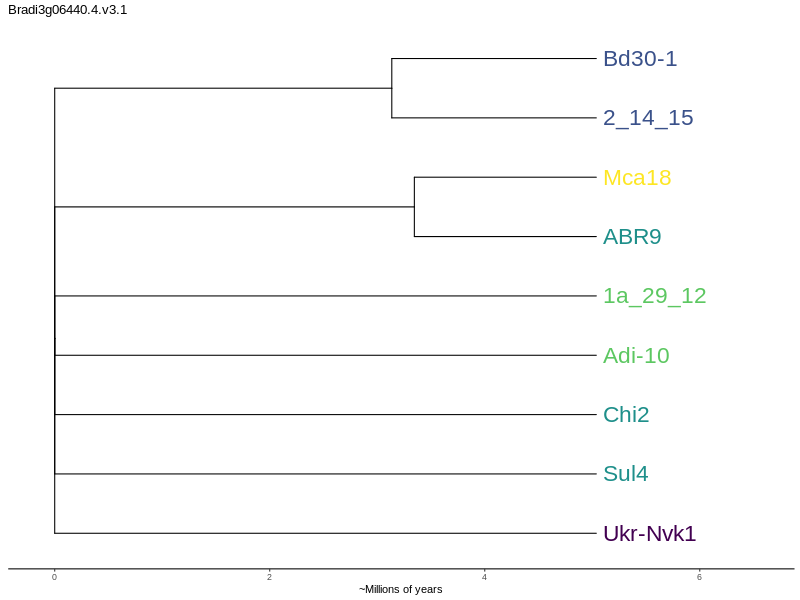 Bradi3g06440.4.v3.1
Bd30-1
2_14_15
Mca18
ABR9
1a_29_12
Adi-10
Chi2
Sul4
Ukr-Nvk1
0 2 4 6
~Millions of years